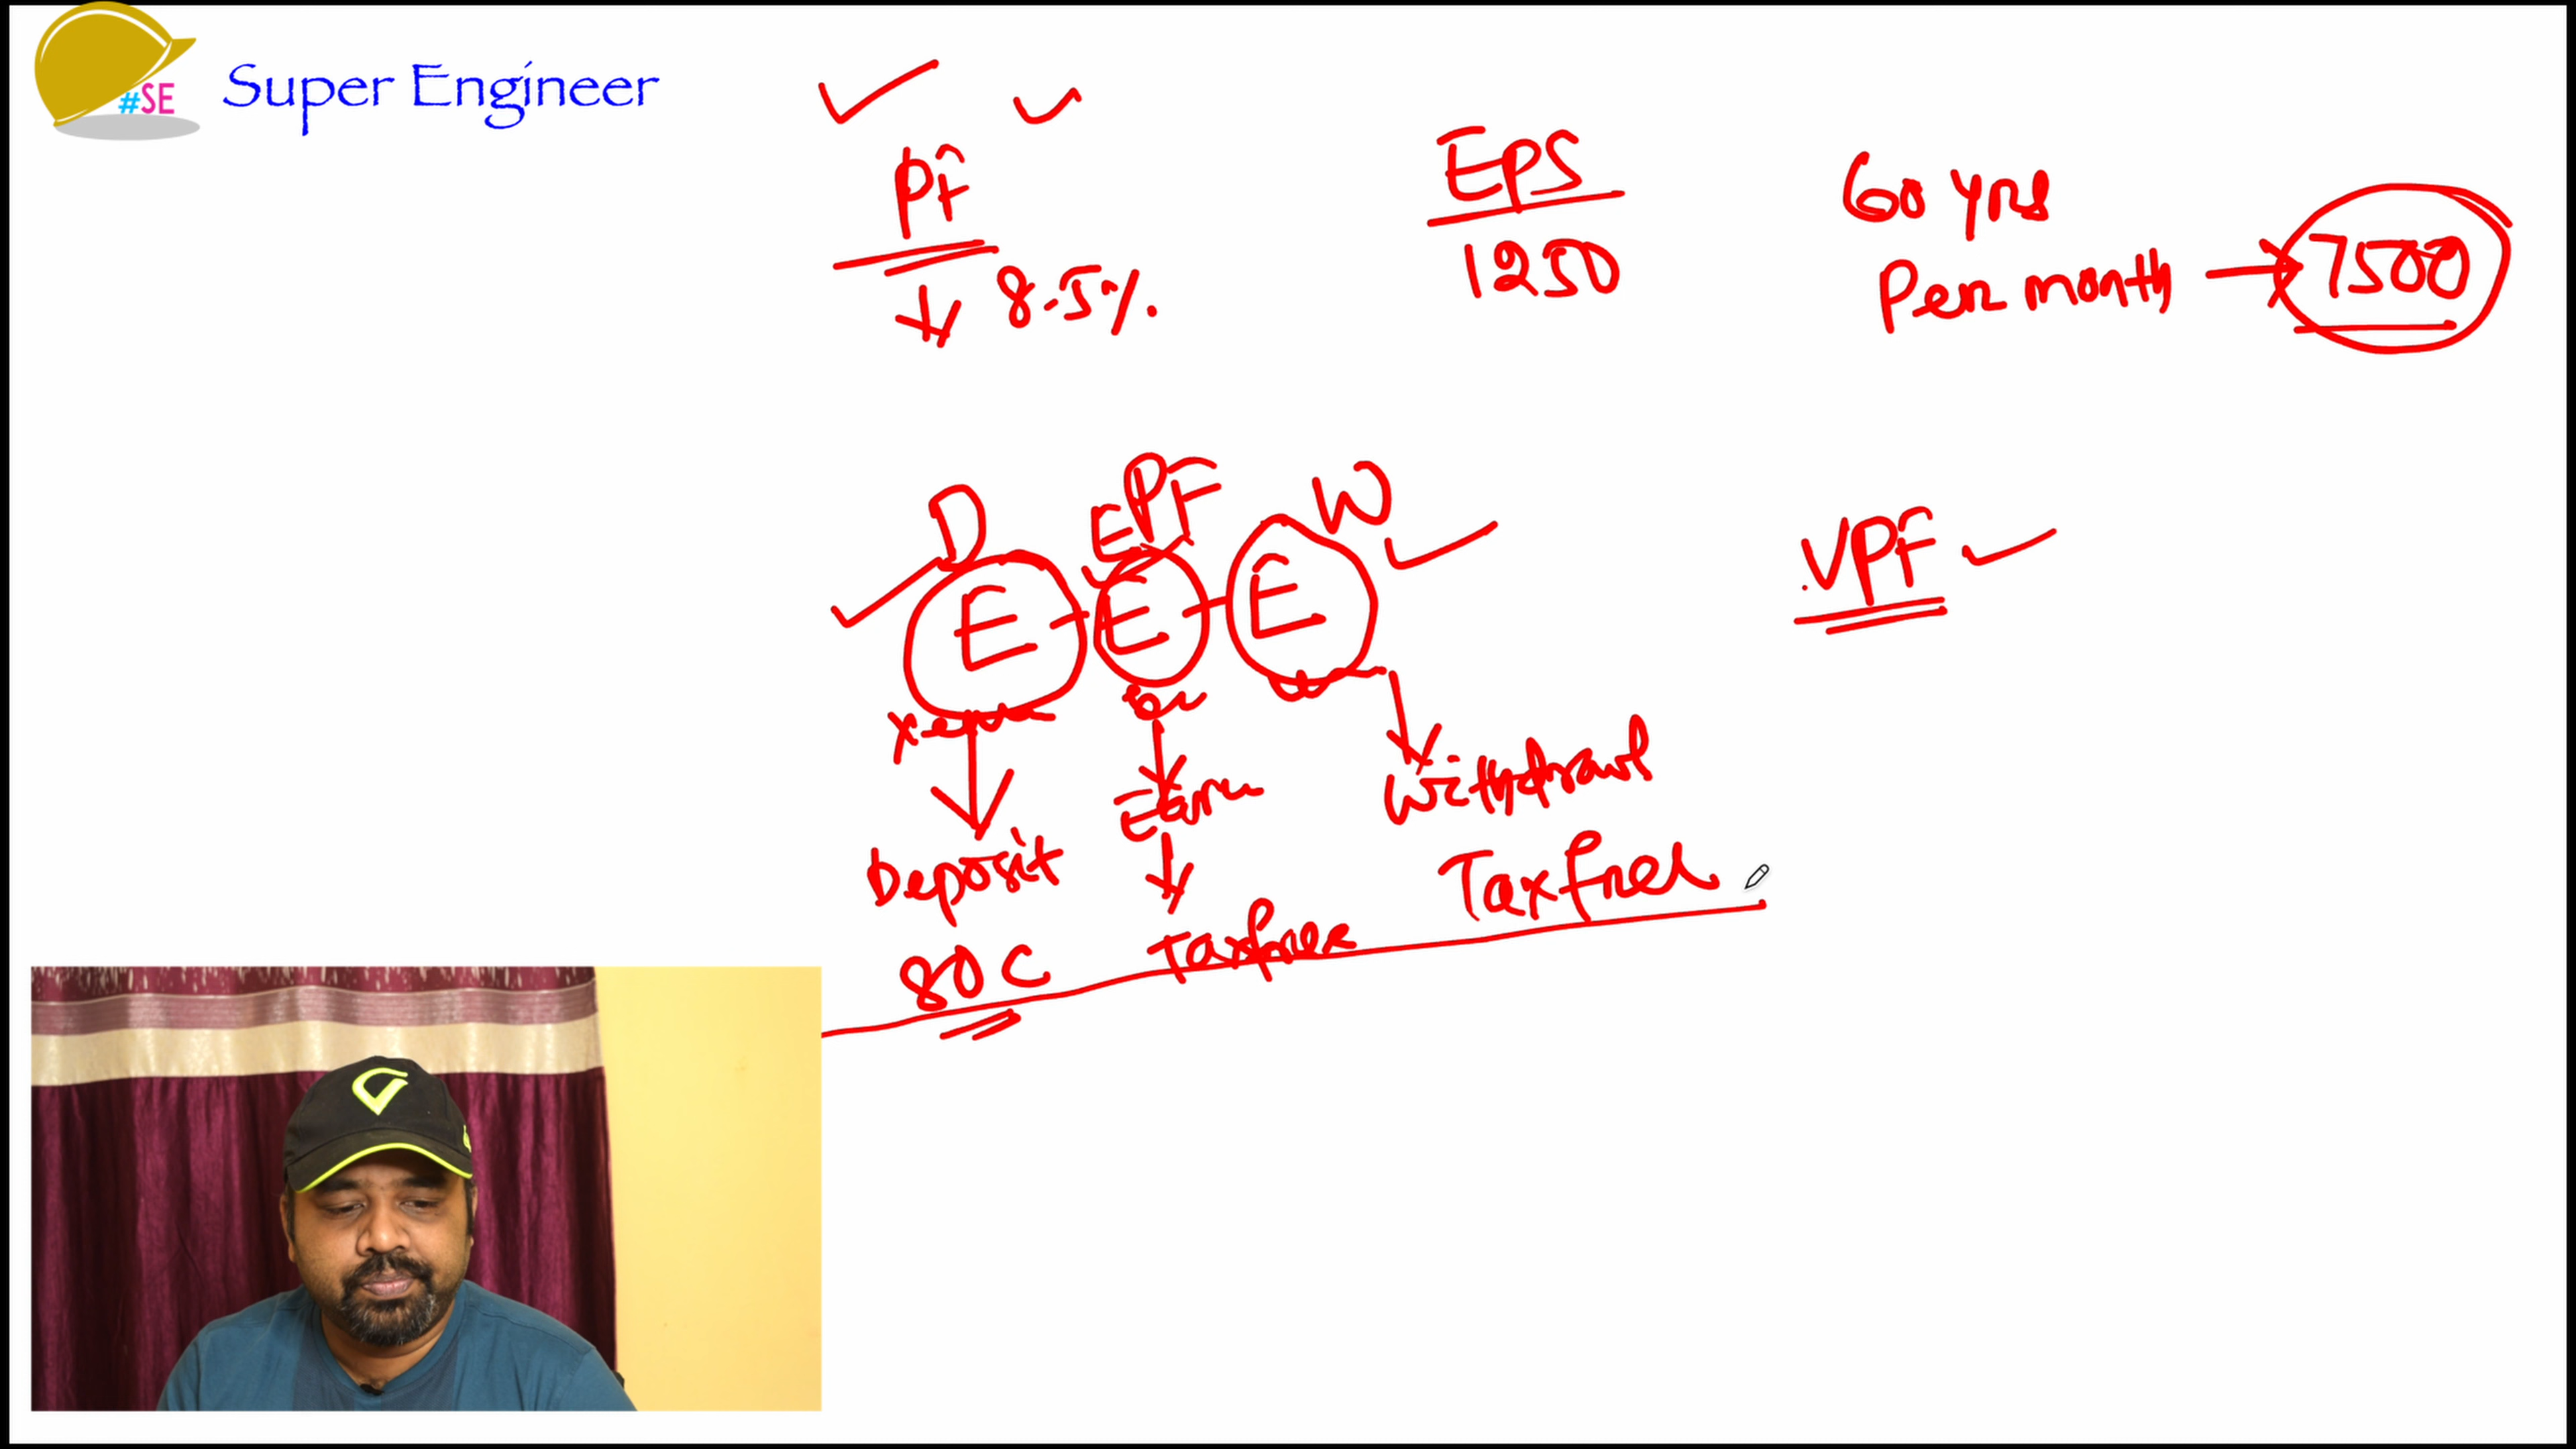 #SE
Super Engineer
PF
8.5%
EPS
1250
60 yrs
Per month
7500
D
EPF
W
E - E - E
VPF
Deposit
80C
Earn
Taxfree
Withdrawl
Taxfree